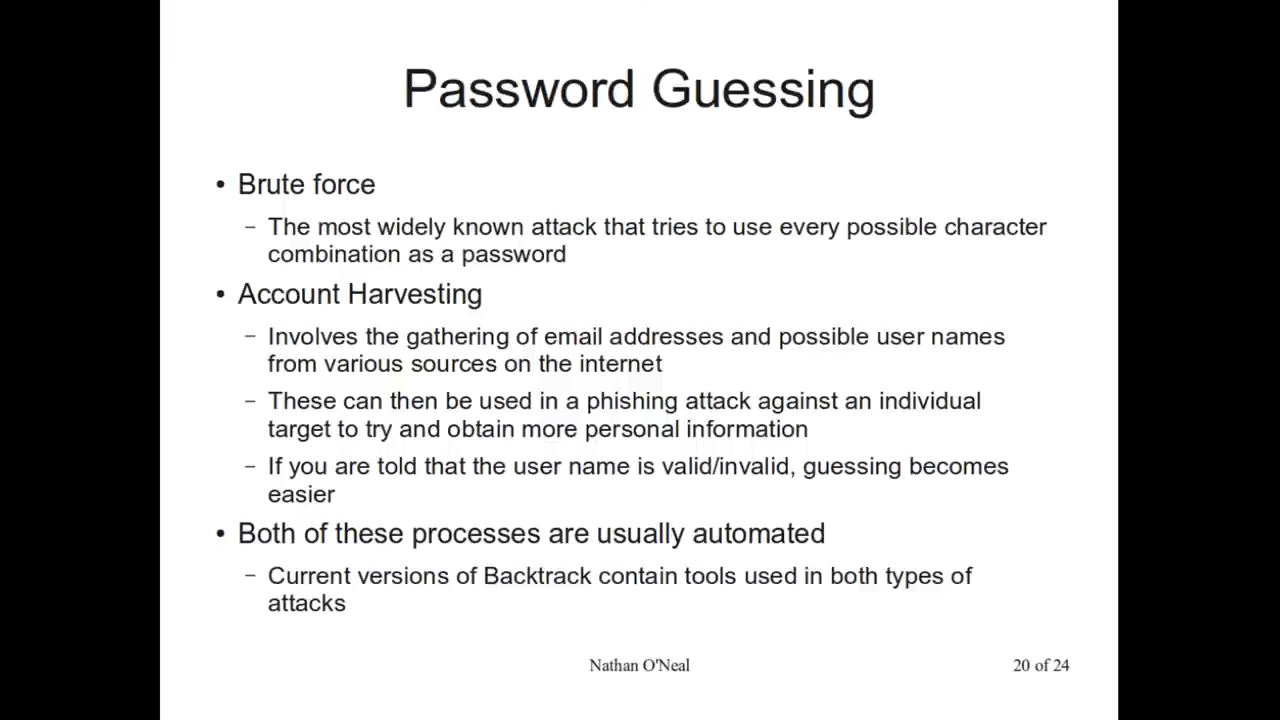 Password Guessing
• Brute force
– The most widely known attack that tries to use every possible character
combination as a password
• Account Harvesting
– Involves the gathering of email addresses and possible user names
from various sources on the internet
– These can then be used in a phishing attack against an individual
target to try and obtain more personal information
– If you are told that the user name is valid/invalid, guessing becomes
easier
• Both of these processes are usually automated
– Current versions of Backtrack contain tools used in both types of
attacks
Nathan O'Neal
20 of 24